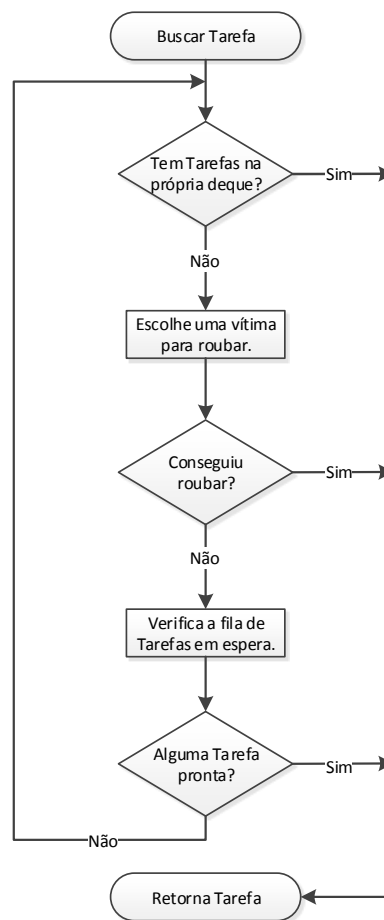 Buscar Tarefa
Tem Tarefas na
própria deque?
Sim
Não
Escolhe uma vítima
para roubar.
Conseguiu
roubar?
Sim
Não
Verifica a fila de
Tarefas em espera.
Alguma Tarefa
pronta?
Sim
Não
Retorna Tarefa